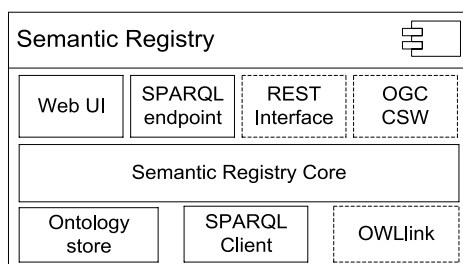 Semantic Registry
Web UI
SPARQL
endpoint
REST
Interface
OGC
CSW
Semantic Registry Core
Ontology
store
SPARQL
Client
OWLlink